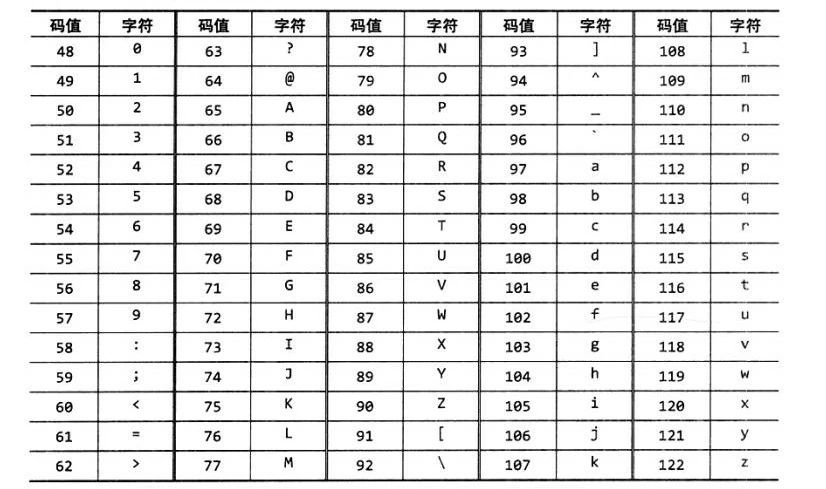 码值 字符 码值 字符 码值 字符 码值 字符 码值 字符
48 0 63 ? 78 N 93 ] 108 l
49 1 64 @ 79 O 94 ^ 109 m
50 2 65 A 80 P 95 _ 110 n
51 3 66 B 81 Q 96 ` 111 o
52 4 67 C 82 R 97 a 112 p
53 5 68 D 83 S 98 b 113 q
54 6 69 E 84 T 99 c 114 r
55 7 70 F 85 U 100 d 115 s
56 8 71 G 86 V 101 e 116 t
57 9 72 H 87 W 102 f 117 u
58 : 73 I 88 X 103 g 118 v
59 ; 74 J 89 Y 104 h 119 w
60 < 75 K 90 Z 105 i 120 x
61 = 76 L 91 [ 106 j 121 y
62 > 77 M 92 \ 107 k 122 z